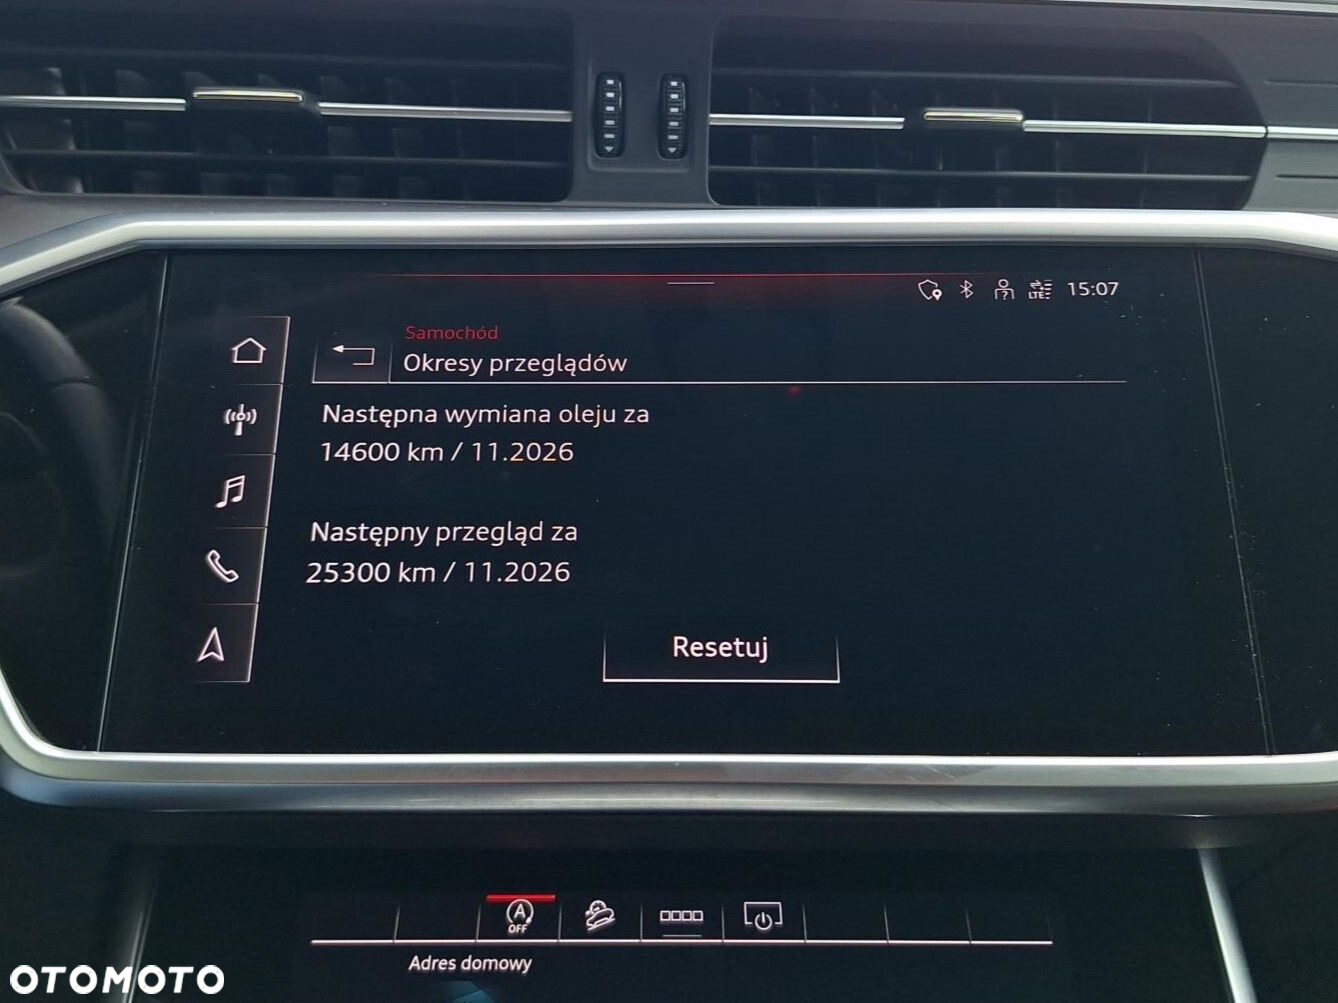 LTE 15:07
Samochód
Okresy przeglądów
Następna wymiana oleju za
14600 km / 11.2026
Następny przegląd za
25300 km / 11.2026
Resetuj
A
OFF
Adres domowy
OTOMOTO